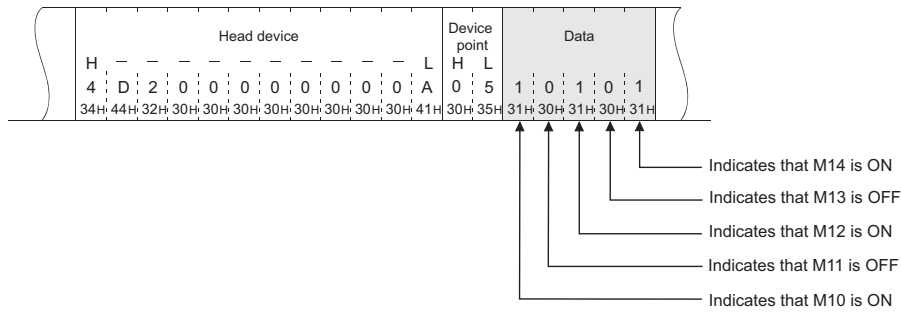 Head device
Device
point
Data
H – – – – – – – – – – L H L
4 D 2 0 0 0 0 0 0 0 0 A 0 5 1 0 1 0 1
34H 44H 32H 30H 30H 30H 30H 30H 30H 30H 30H 41H 30H 35H 31H 30H 31H 30H 31H
Indicates that M14 is ON
Indicates that M13 is OFF
Indicates that M12 is ON
Indicates that M11 is OFF
Indicates that M10 is ON